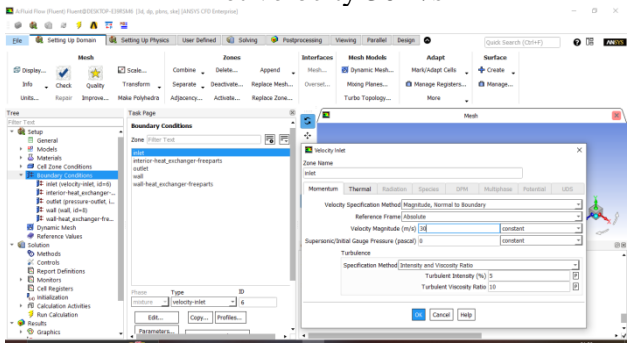 A:Fluid Flow (Fluent) Fluent@DESKTOP- [3d, dp, pbns, ske] [ANSYS CFD Enterprise]
File Setting Up Domain Setting Up Physics User Defined Solving Postprocessing Viewing Parallel Design Quick Search (Ctrl+F) ANSYS
Mesh Zones Interfaces Mesh Models Adapt Surface
Display... Scale... Combine Delete... Append Mesh... Dynamic Mesh... Mark/Adapt Cells Create
Info Check Quality Transform Separate Deactivate... Replace Mesh... Overset... Mixing Planes... Manage Registers... Manage...
Units... Repair Improve... Make Polyhedra Adjacency... Activate... Replace Zone... Turbo Topology... More
Tree
Filter Text
Setup
General
Models
Materials
Cell Zone Conditions
Boundary Conditions
inlet (velocity-inlet, id=6)
interior-heat_exchanger-...
outlet (pressure-outlet, i...
wall (wall, id=8)
wall-heat_exchanger-fre...
Dynamic Mesh
Reference Values
Solution
Methods
Controls
Report Definitions
Monitors
Cell Registers
Initialization
Calculation Activities
Run Calculation
Results
Graphics
Task Page
Boundary Conditions
Zone Filter Text
inlet
interior-heat_exchanger-freeparts
outlet
wall
wall-heat_exchanger-freeparts
Phase Type ID
mixture velocity-inlet 6
Edit... Copy... Profiles...
Parameters...
Mesh
Velocity Inlet
Zone Name
inlet
Momentum Thermal Radiation Species DPM Multiphase Potential UDS
Velocity Specification Method Magnitude, Normal to Boundary
Reference Frame Absolute
Velocity Magnitude (m/s) 30 constant
Supersonic/Initial Gauge Pressure (pascal) 0 constant
Turbulence
Specification Method Intensity and Viscosity Ratio
Turbulent Intensity (%) 5 P
Turbulent Viscosity Ratio 10 P
OK Cancel Help